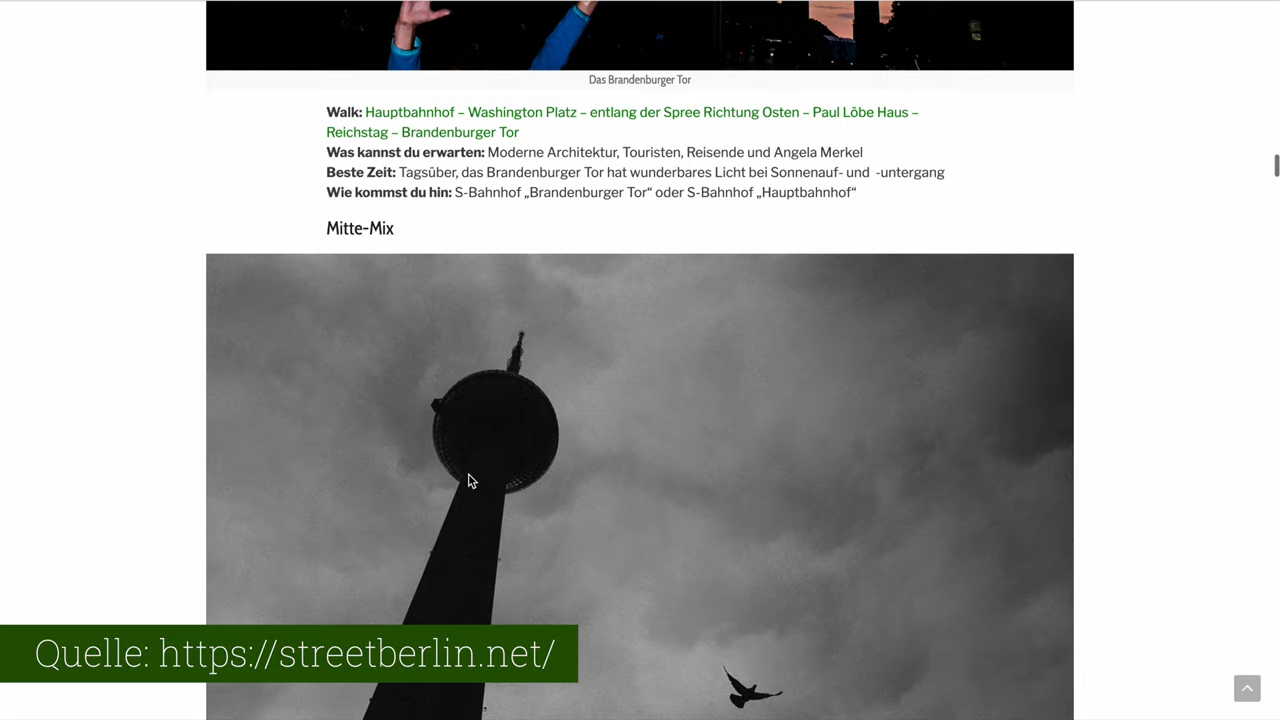 Das Brandenburger Tor
Walk: Hauptbahnhof – Washington Platz – entlang der Spree Richtung Osten – Paul Löbe Haus –
Reichstag – Brandenburger Tor
Was kannst du erwarten: Moderne Architektur, Touristen, Reisende und Angela Merkel
Beste Zeit: Tagsüber, das Brandenburger Tor hat wunderbares Licht bei Sonnenauf- und -untergang
Wie kommst du hin: S-Bahnhof „Brandenburger Tor“ oder S-Bahnhof „Hauptbahnhof“
Mitte-Mix
Quelle: https://streetberlin.net/